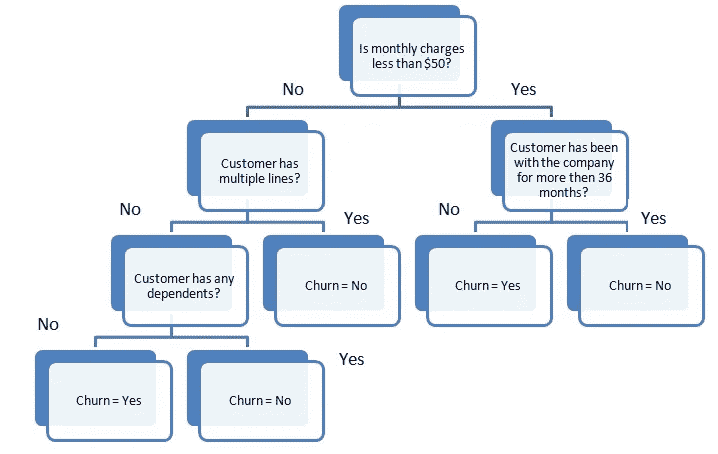 Is monthly charges
less than $50?
No
Yes
Customer has
multiple lines?
Customer has been
with the company
for more then 36
months?
No
Yes
No
Yes
Customer has any
dependents?
Churn = No
Churn = Yes
Churn = No
No
Yes
Churn = Yes
Churn = No